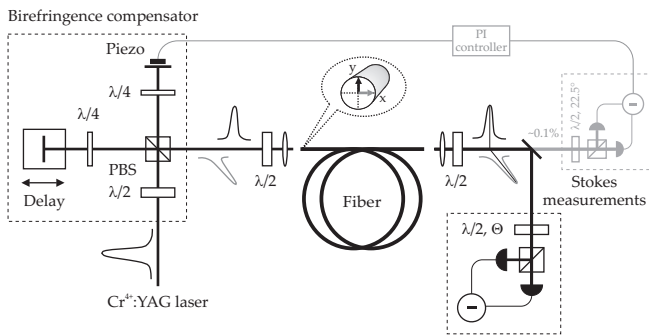 Birefringence compensator
Piezo
λ/4
λ/4
PBS
λ/2
Delay
Cr⁴⁺:YAG laser
λ/2
y
x
Fiber
λ/2
PI
controller
~0.1%
λ/2, 22.5°
−
Stokes
measurements
λ/2, Θ
−